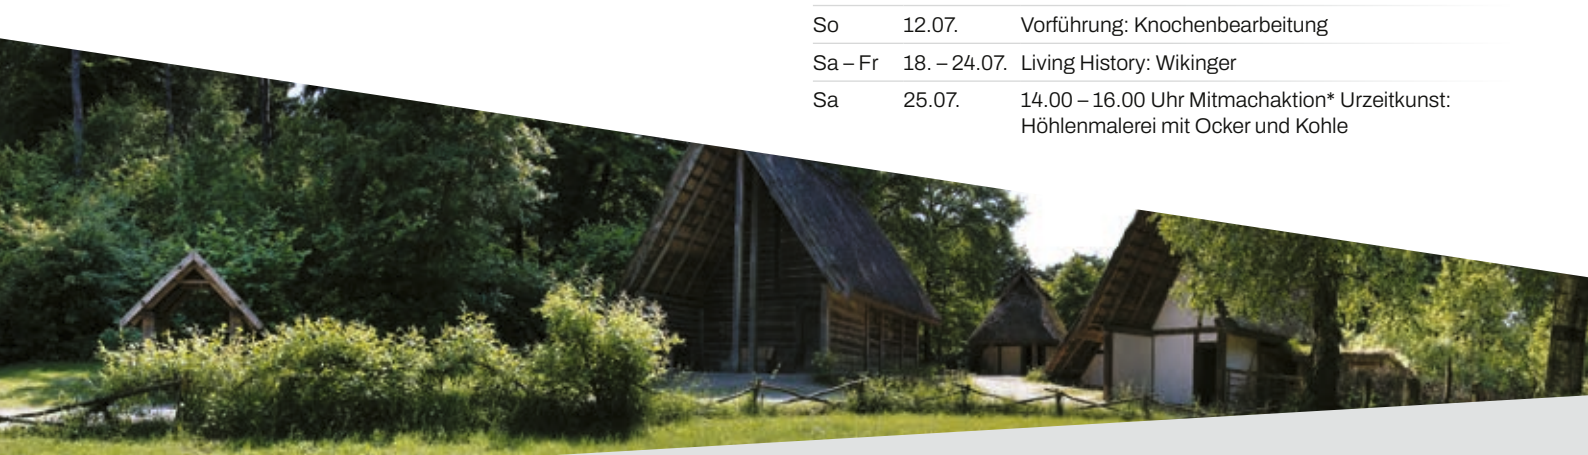 So 12.07. Vorführung: Knochenbearbeitung
Sa – Fr 18. – 24.07. Living History: Wikinger
Sa 25.07. 14.00 – 16.00 Uhr Mitmachaktion* Urzeitkunst:
Höhlenmalerei mit Ocker und Kohle